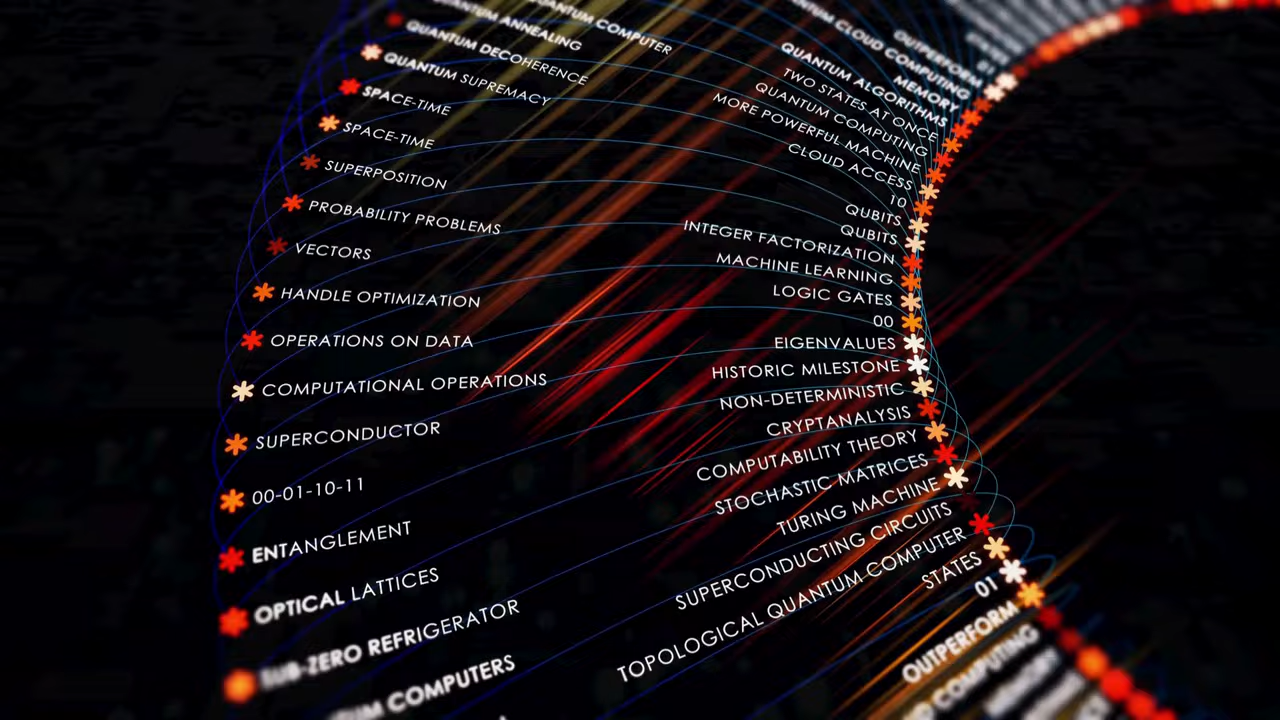 QUANTUM COMPUTER
ANNEALING
QUANTUM DECOHERENCE
QUANTUM SUPREMACY
SPACE-TIME
SPACE-TIME
SUPERPOSITION
PROBABILITY PROBLEMS
VECTORS
HANDLE OPTIMIZATION
OPERATIONS ON DATA
COMPUTATIONAL OPERATIONS
SUPERCONDUCTOR
00-01-10-11
ENTANGLEMENT
OPTICAL LATTICES
SUB-ZERO REFRIGERATOR
COMPUTERS
OUTPERFORM
CLOUD COMPUTING
MEMORY
QUANTUM ALGORITHMS
TWO STATES AT ONCE
QUANTUM COMPUTING
MORE POWERFUL MACHINE
CLOUD ACCESS
10
QUBITS
QUBITS
INTEGER FACTORIZATION
MACHINE LEARNING
LOGIC GATES
00
EIGENVALUES
HISTORIC MILESTONE
NON-DETERMINISTIC
CRYPTANALYSIS
COMPUTABILITY THEORY
STOCHASTIC MATRICES
TURING MACHINE
SUPERCONDUCTING CIRCUITS
TOPOLOGICAL QUANTUM COMPUTER
STATES
01
OUTPERFORM
COMPUTING
MEMORY